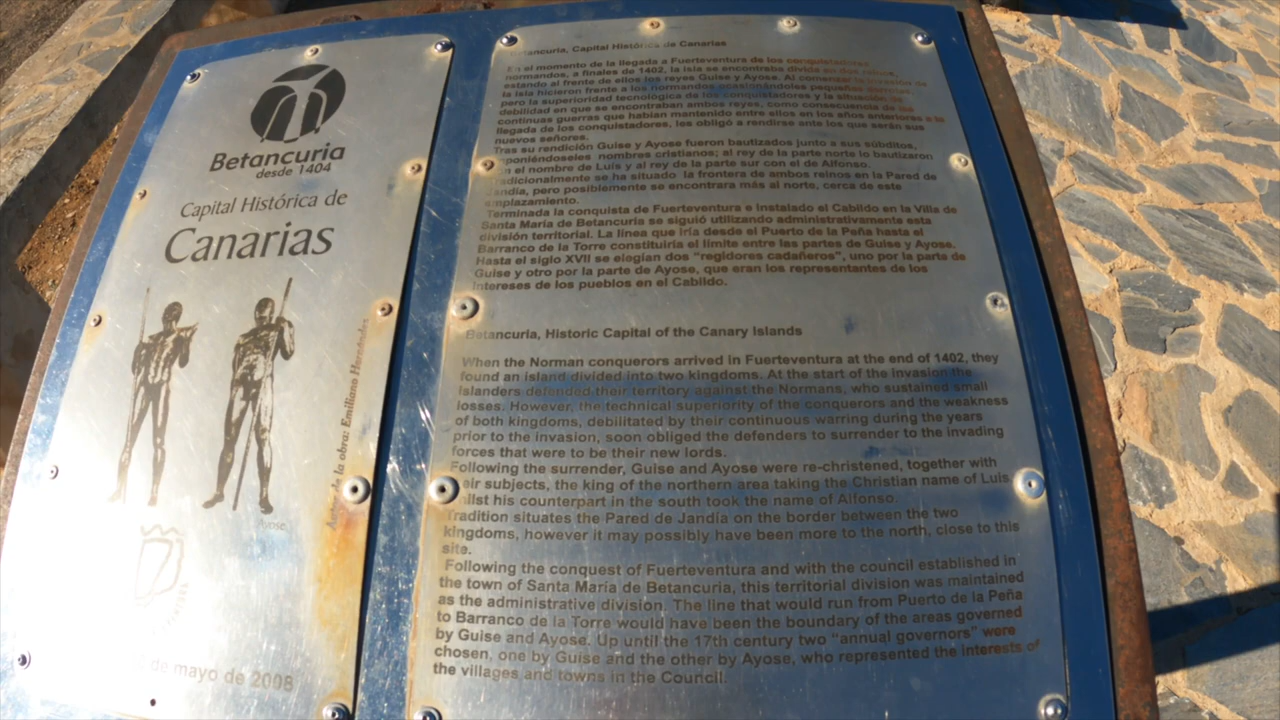 Betancuria
desde 1404
Capital Histórica de
Canarias
Ayose
Autor de la obra: Emiliano Hernández
de mayo de 2008
Betancuria, Capital Histórica de Canarias
En el momento de la llegada a Fuerteventura de los conquistadores
normandos, a finales de 1402, la isla se encontraba divida en dos reinos,
estando al frente de ellos los reyes Guise y Ayose. Al comenzar la invasión de
la isla hicieron frente a los normandos ocasionándoles pequeñas
pero la superioridad tecnológica de los conquistadores y la situación de
debilidad en que se encontraban ambos reyes, como consecuencia de las
continuas guerras que habían mantenido entre ellos en los años anteriores a la
llegada de los conquistadores, les obligó a rendirse ante los que serán sus
nuevos señores.
Tras su rendición Guise y Ayose fueron bautizados junto a sus súbditos,
poniéndoseles nombres cristianos; al rey de la parte norte lo bautizaron
el nombre de Luis y al rey de la parte sur con el de Alfonso.
radicionalmente se ha situado la frontera de ambos reinos en la Pared de
Jandía, pero posiblemente se encontrara más al norte, cerca de este
emplazamiento.
Terminada la conquista de Fuerteventura e instalado el Cabildo en la Villa de
Santa María de Betancuria se siguió utilizando administrativamente esta
división territorial. La línea que iría desde el Puerto de la Peña hasta el
Barranco de la Torre constituiría el límite entre las partes de Guise y Ayose.
Hasta el siglo XVII se elegían dos "regidores cadañeros", uno por la parte de
Guise y otro por la parte de Ayose, que eran los representantes de los
intereses de los pueblos en el Cabildo.
Betancuria, Historic Capital of the Canary Islands
When the Norman conquerors arrived in Fuerteventura at the end of 1402, they
found an island divided into two kingdoms. At the start of the invasion the
islanders defended their territory against the Normans, who sustained small
losses. However, the technical superiority of the conquerors and the weakness
of both kingdoms, debilitated by their continuous warring during the years
prior to the invasion, soon obliged the defenders to surrender to the invading
forces that were to be their new lords.
Following the surrender, Guise and Ayose were re-christened, together with
eir subjects, the king of the northern area taking the Christian name of Luis,
ilst his counterpart in the south took the name of Alfonso.
Tradition situates the Pared de Jandía on the border between the two
kingdoms, however it may possibly have been more to the north, close to this
site.
Following the conquest of Fuerteventura and with the council established in
the town of Santa María de Betancuria, this territorial division was maintained
as the administrative division. The line that would run from Puerto de la Peña
to Barranco de la Torre would have been the boundary of the areas governed
by Guise and Ayose. Up until the 17th century two "annual governors" were
chosen, one by Guise and the other by Ayose, who represented the interests of
the villages and towns in the Council.